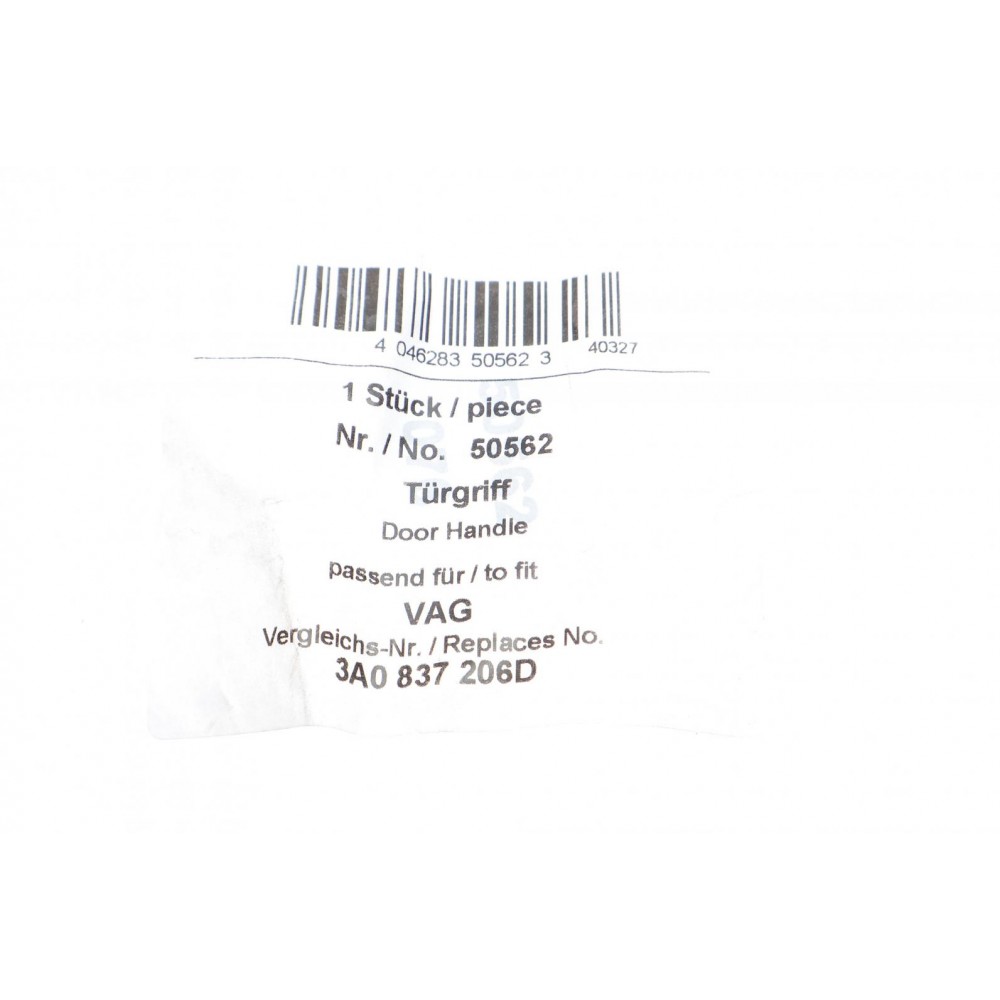 4 046283 50562 3 40327
1 Stück / piece
Nr. / No. 50562
Türgriff
Door Handle
passend für / to fit
VAG
Vergleichs-Nr. / Replaces No.
3A0 837 206D